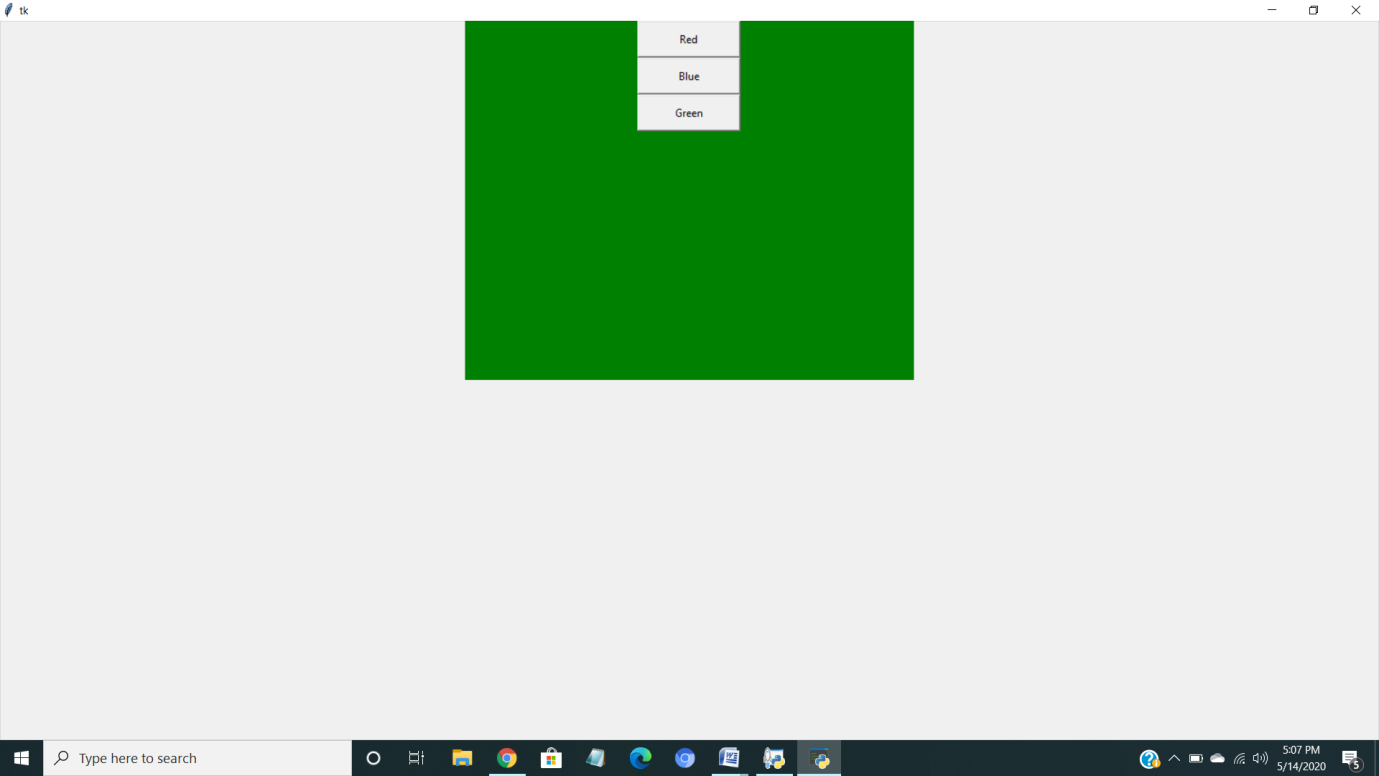 tk
Red
Blue
Green
Type here to search
5:07 PM
5/14/2020
5